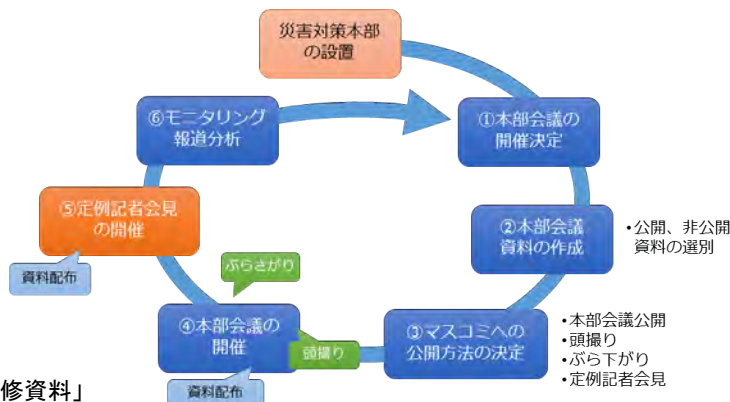 災害対策本部
の設置
①本部会議の
開催決定
②本部会議
資料の作成
・公開、非公開
資料の選別
③マスコミへの
公開方法の決定
・本部会議公開
・頭撮り
・ぶら下がり
・定例記者会見
④本部会議の
開催
頭撮り
ぶらさがり
資料配布
⑤定例記者会見
の開催
資料配布
⑥モニタリング
報道分析
修資料」